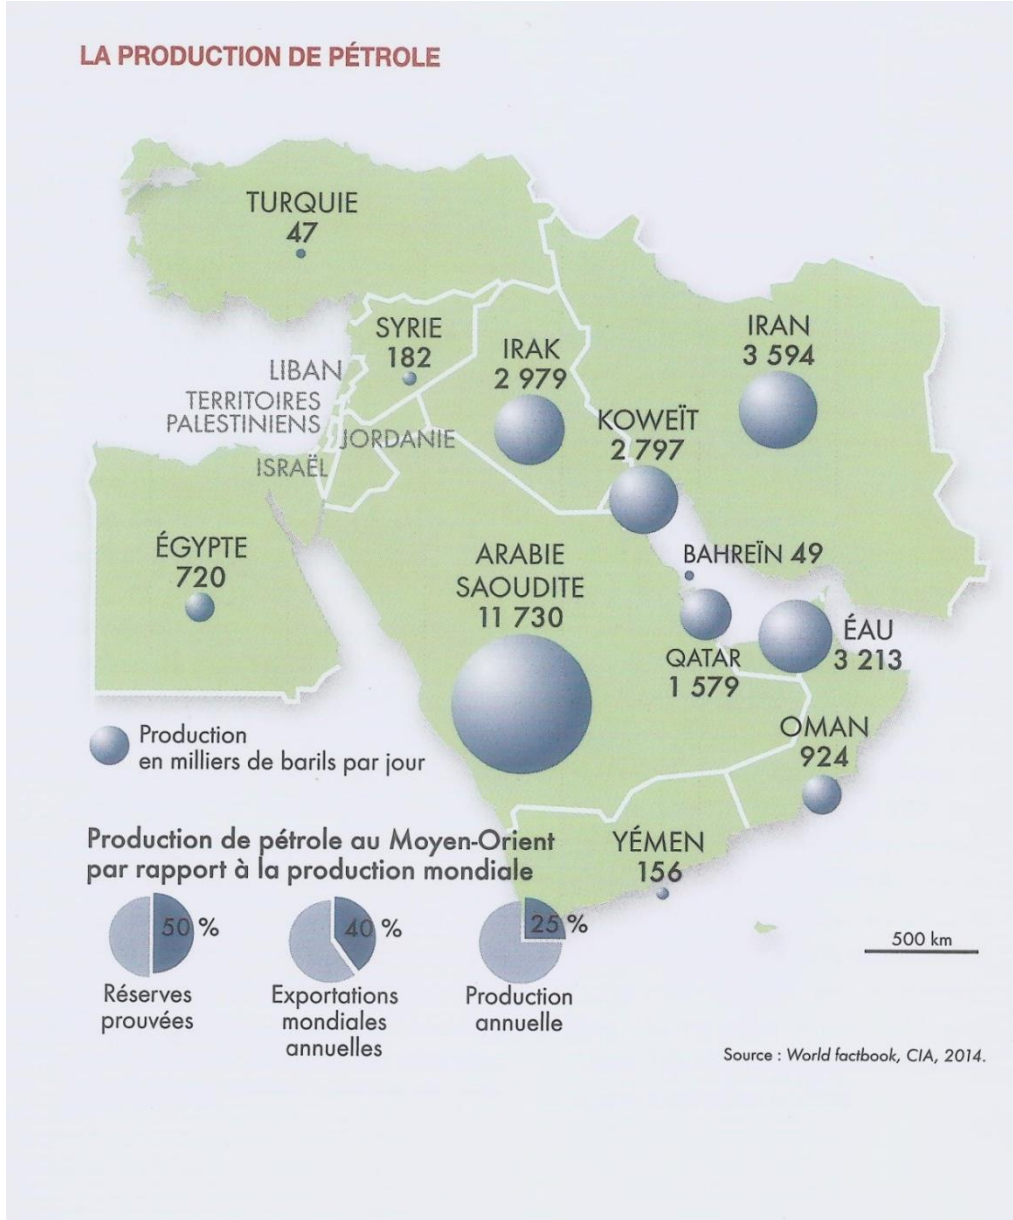 LA PRODUCTION DE PÉTROLE
TURQUIE
47
SYRIE
182
IRAK
2 979
IRAN
3 594
LIBAN
TERRITOIRES
PALESTINIENS
JORDANIE
ISRAËL
KOWEÏT
2 797
ÉGYPTE
720
ARABIE
SAOUDITE
11 730
BAHREÏN 49
QATAR
1 579
ÉAU
3 213
OMAN
924
YÉMEN
156
Production
en milliers de barils par jour
Production de pétrole au Moyen-Orient
par rapport à la production mondiale
50 %
40 %
25 %
Réserves
prouvées
Exportations
mondiales
annuelles
Production
annuelle
500 km
Source : World factbook, CIA, 2014.